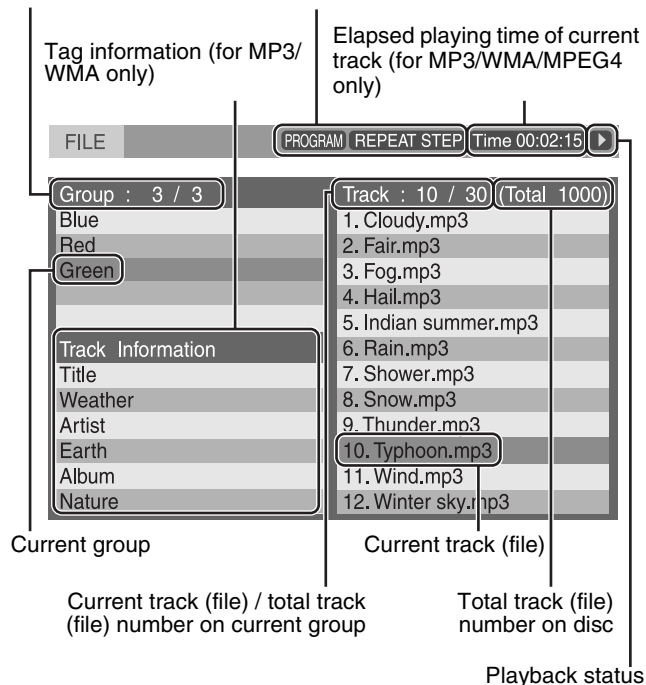 Tag information (for MP3/
WMA only)
Elapsed playing time of current
track (for MP3/WMA/MPEG4
only)
FILE
PROGRAM REPEAT STEP Time 00:02:15
Group : 3 / 3
Blue
Red
Green
Track Information
Title
Weather
Artist
Earth
Album
Nature
Track : 10 / 30 (Total 1000)
1. Cloudy.mp3
2. Fair.mp3
3. Fog.mp3
4. Hail.mp3
5. Indian summer.mp3
6. Rain.mp3
7. Shower.mp3
8. Snow.mp3
9. Thunder.mp3
10. Typhoon.mp3
11. Wind.mp3
12. Winter sky.mp3
Current group
Current track (file)
Current track (file) / total track
(file) number on current group
Total track (file)
number on disc
Playback status